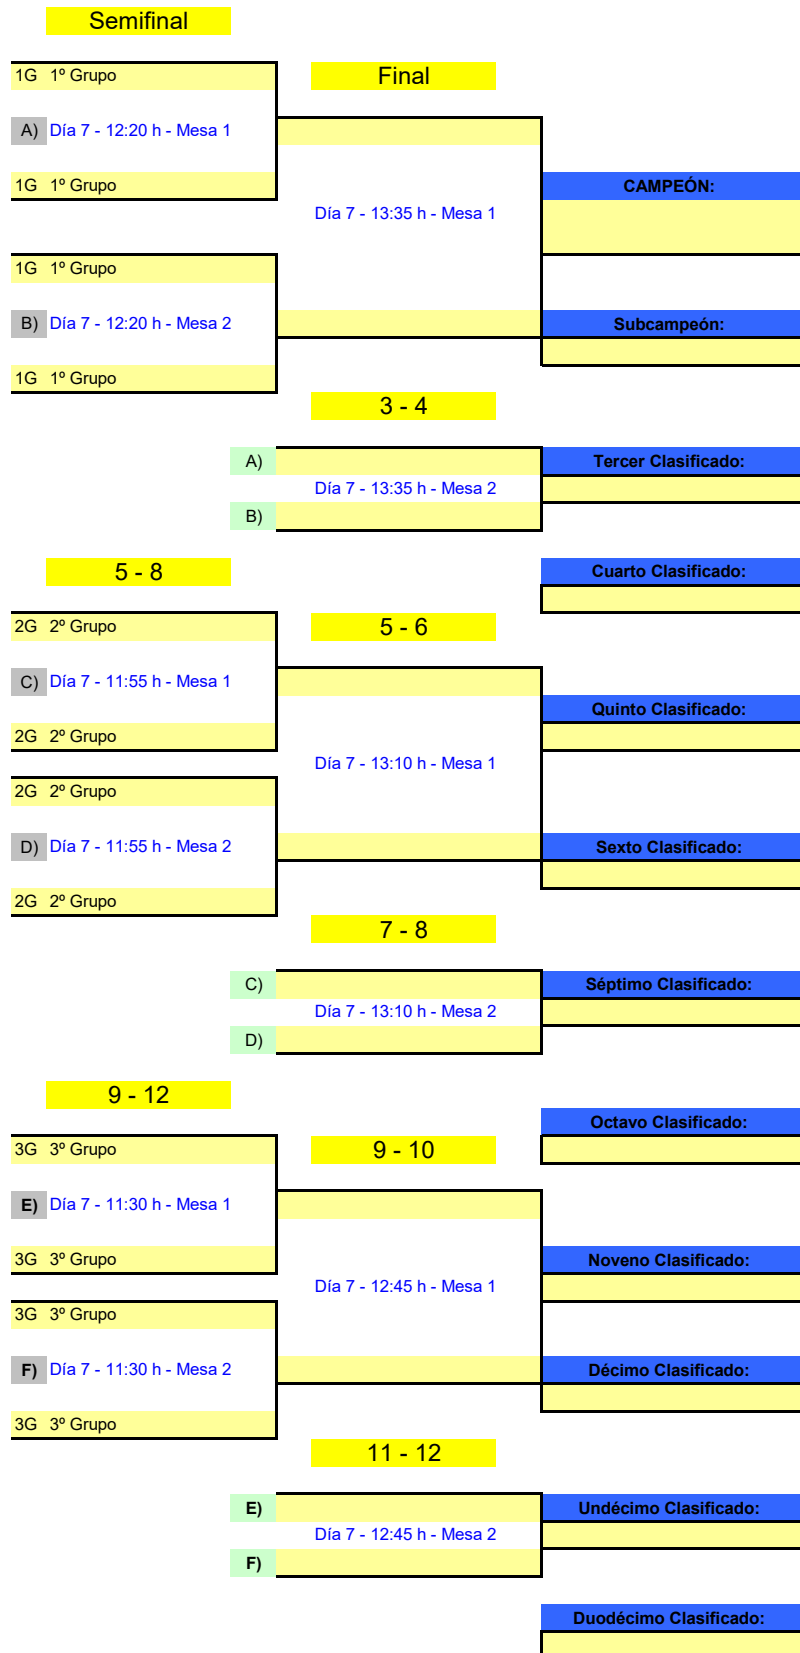 Semifinal
1G 1º Grupo
Final
A) Día 7 - 12:20 h - Mesa 1
1G 1º Grupo
CAMPEÓN:
Día 7 - 13:35 h - Mesa 1
1G 1º Grupo
B) Día 7 - 12:20 h - Mesa 2
Subcampeón:
1G 1º Grupo
3 - 4
A)
Tercer Clasificado:
Día 7 - 13:35 h - Mesa 2
B)
5 - 8
Cuarto Clasificado:
2G 2º Grupo
5 - 6
C) Día 7 - 11:55 h - Mesa 1
Quinto Clasificado:
2G 2º Grupo
Día 7 - 13:10 h - Mesa 1
2G 2º Grupo
D) Día 7 - 11:55 h - Mesa 2
Sexto Clasificado:
2G 2º Grupo
7 - 8
C)
Séptimo Clasificado:
Día 7 - 13:10 h - Mesa 2
D)
9 - 12
Octavo Clasificado:
3G 3º Grupo
9 - 10
E) Día 7 - 11:30 h - Mesa 1
3G 3º Grupo
Noveno Clasificado:
Día 7 - 12:45 h - Mesa 1
3G 3º Grupo
F) Día 7 - 11:30 h - Mesa 2
Décimo Clasificado:
3G 3º Grupo
11 - 12
E)
Undécimo Clasificado:
Día 7 - 12:45 h - Mesa 2
F)
Duodécimo Clasificado: